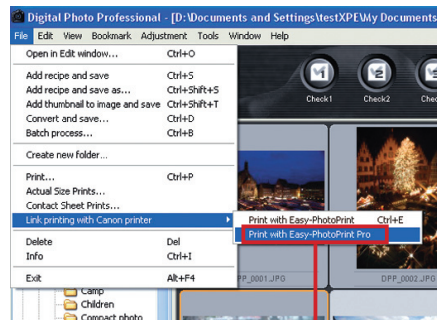 Digital Photo Professional - [D:\Documents and Settings\testXPE\My Documents
File Edit View Bookmark Adjustment Tools Window Help
Open in Edit window... Ctrl+O
Add recipe and save Ctrl+S
Add recipe and save as... Ctrl+Shift+S
Add thumbnail to image and save Ctrl+Shift+T
Convert and save... Ctrl+D
Batch process... Ctrl+B
Create new folder...
Print... Ctrl+P
Actual Size Prints...
Contact Sheet Prints...
Link printing with Canon printer
Delete Del
Info Ctrl+I
Exit Alt+F4
Check1 Check2 Chec
1 2
Print with Easy-PhotoPrint Ctrl+E
Print with Easy-PhotoPrint Pro
DPP_0001.JPG DPP_0002.JPG
Camp
Children
Compact photo